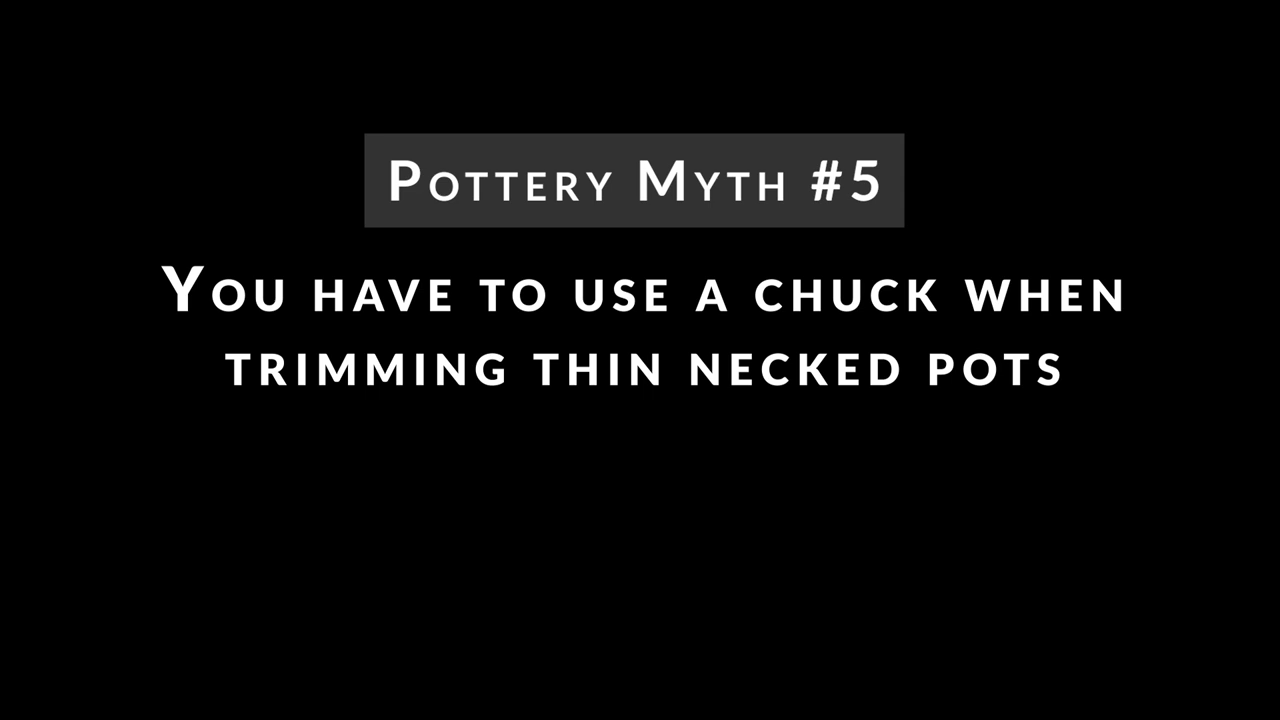 Pottery Myth #5
You have to use a chuck when
trimming thin necked pots